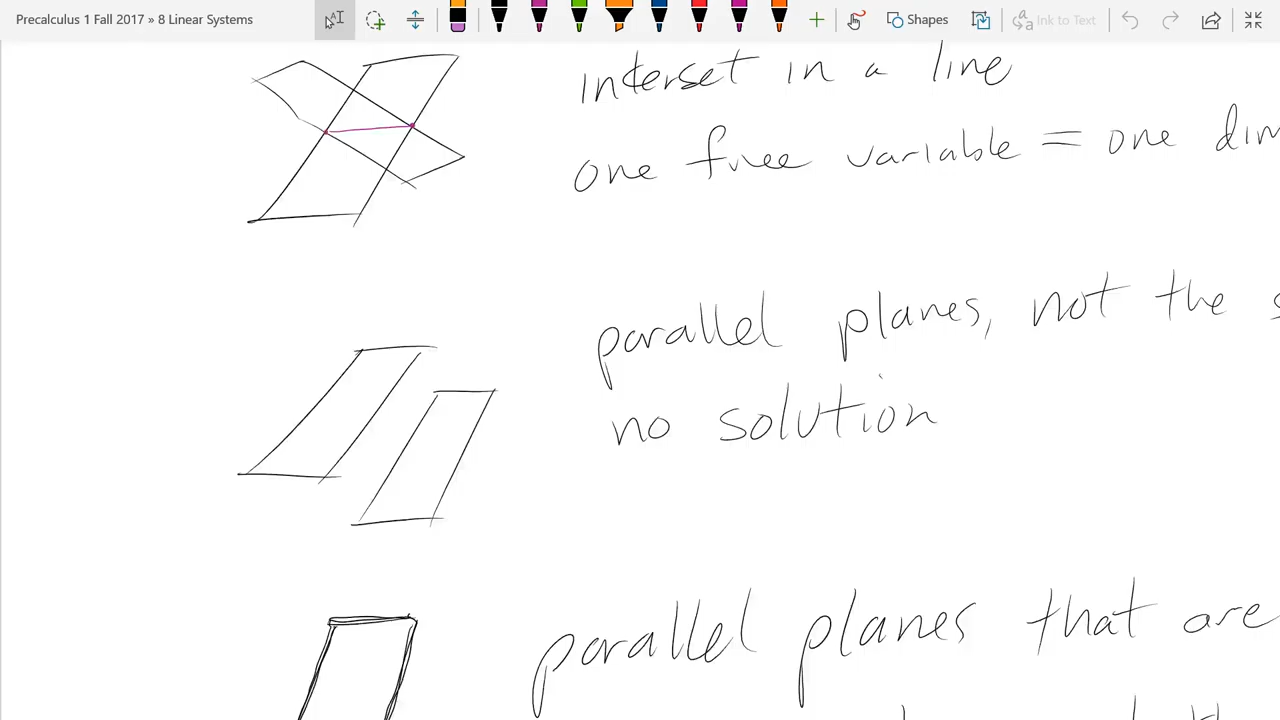 Precalculus 1 Fall 2017 » 8 Linear Systems
Shapes
Ink to Text
interset in a line
one free variable = one dim
parallel planes, not the s
no solution
parallel planes that are